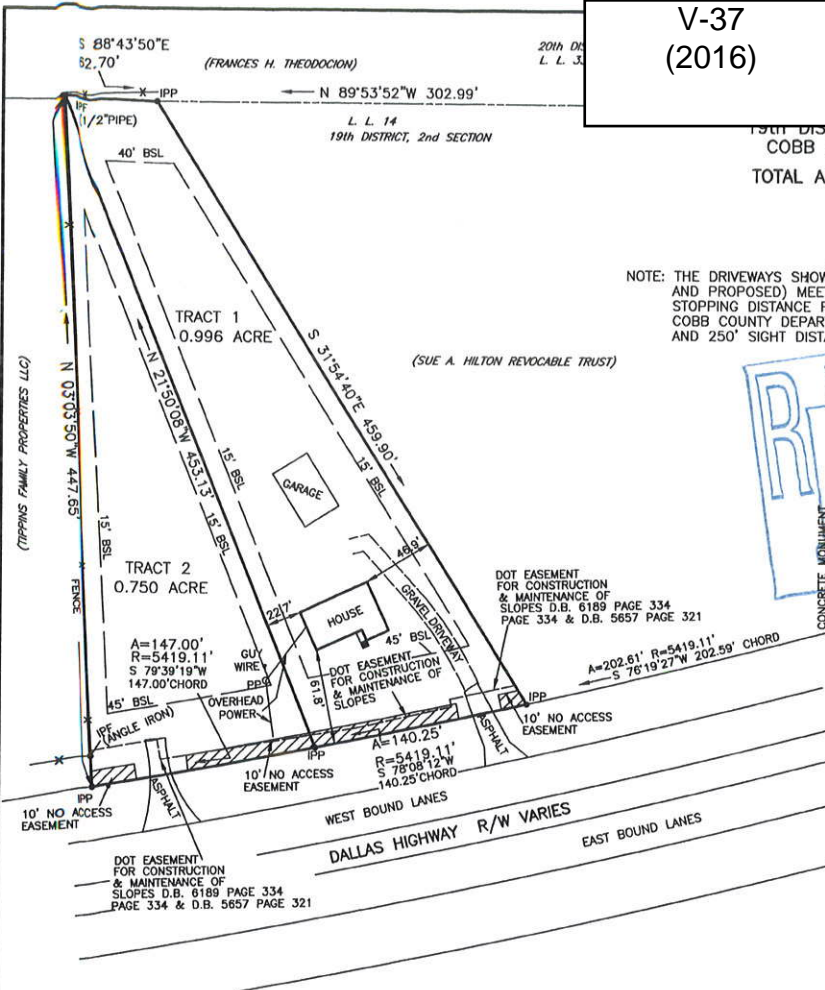 V-37
(2016)
S 88°43'50"E
62.70'
(FRANCES H. THEODOCION)
20th
L. L.
N 89°53'52"W 302.99'
IPP
IPF
(1/2"PIPE)
L. L. 14
19th DISTRICT, 2nd SECTION
19th
COBB
TOTAL
40' BSL
NOTE: THE DRIVEWAYS
AND PROPOSED)
STOPPING DISTANCE
COBB COUNTY
AND 250' SIGHT
TRACT 1
0.996 ACRE
(SUE A. HILTON REVOCABLE TRUST)
S 31°54'40"E 459.90'
N 21°50'08"W 453.13'
N 03°03'50"W 447.65'
(TIPPINS FAMILY PROPERTIES LLC)
R
15' BSL
15' BSL
15' BSL
15' BSL
GARAGE
CONCRETE MONUMENT
FENCE
TRACT 2
0.750 ACRE
46.9'
22.7'
HOUSE
GRAVEL DRIVEWAY
DOT EASEMENT
FOR CONSTRUCTION
& MAINTENANCE OF
SLOPES D.B. 6189 PAGE 334
PAGE 334 & D.B. 5657 PAGE 321
A=147.00'
R=5419.11'
S 79°39'19"W
147.00'CHORD
GUY
WIRE
PP
OVERHEAD
POWER
45' BSL
61.8'
DOT EASEMENT
FOR CONSTRUCTION
& MAINTENANCE OF
SLOPES
A=202.61' R=5419.11'
S 76°19'27"W 202.59' CHORD
45' BSL
IPF
(ANGLE IRON)
IPP
10' NO ACCESS
EASEMENT
ASPHALT
A=140.25'
R=5419.11'
S 78°08'12"W
140.25'CHORD
IPP
10' NO ACCESS
EASEMENT
IPP
10' NO ACCESS
EASEMENT
ASPHALT
WEST BOUND LANES
DALLAS HIGHWAY R/W VARIES
EAST BOUND LANES
DOT EASEMENT
FOR CONSTRUCTION
& MAINTENANCE OF
SLOPES D.B. 6189 PAGE 334
PAGE 334 & D.B. 5657 PAGE 321